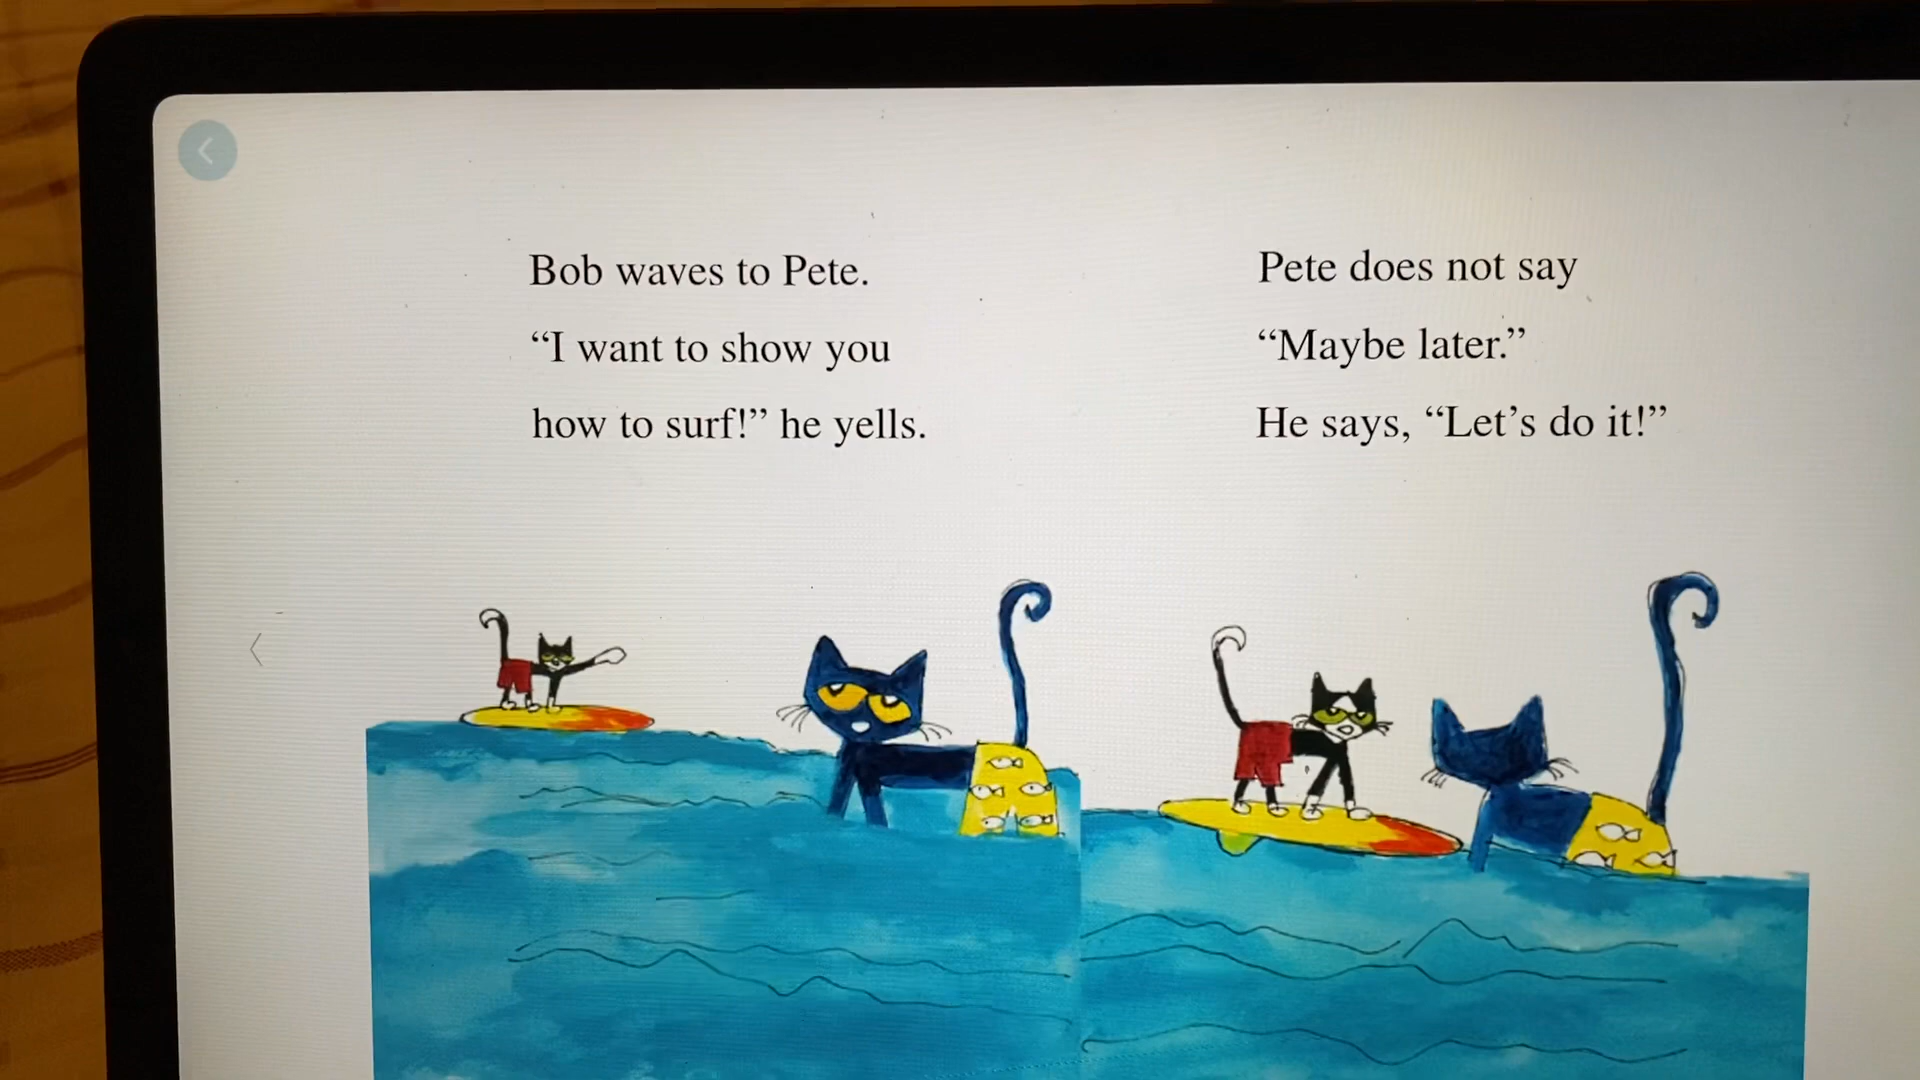 Bob waves to Pete.
“I want to show you
how to surf!” he yells.
Pete does not say
“Maybe later.”
He says, “Let’s do it!”